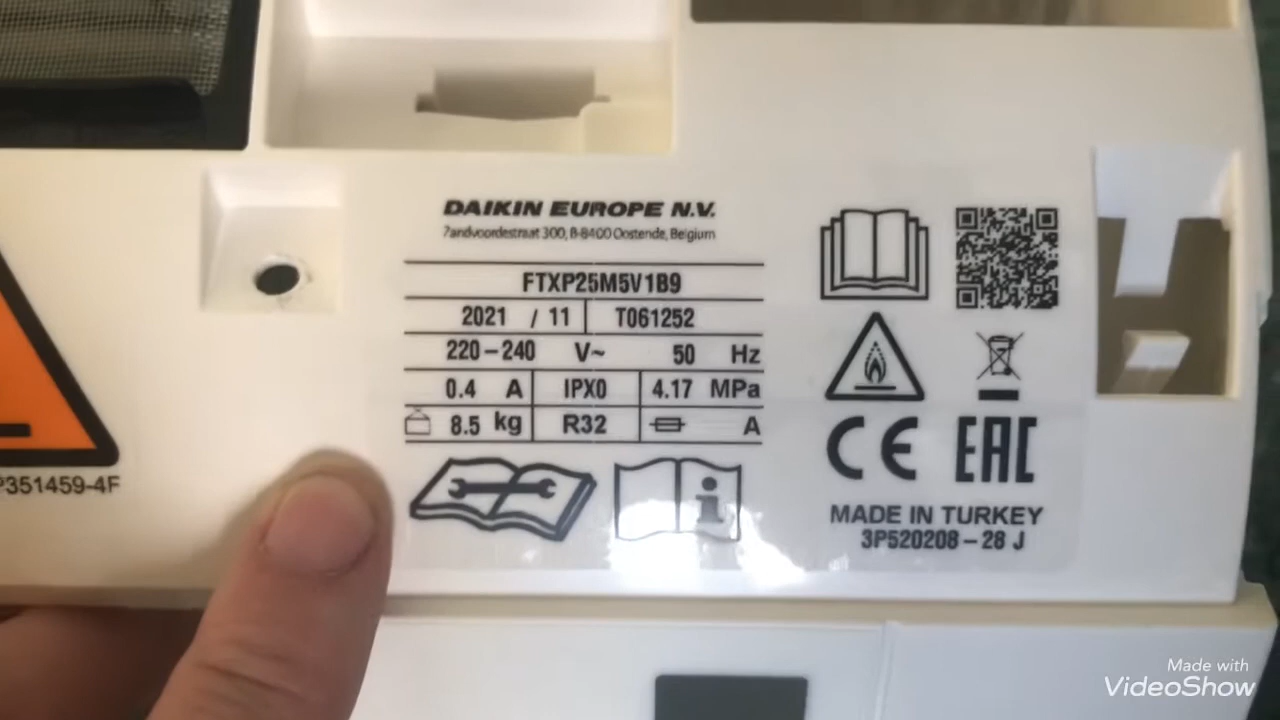 DAIKIN EUROPE N.V.
Zandvoordestraat 300, B-8400 Oostende, Belgium
FTXP25M5V1B9
2021 / 11 T061252
220-240 V~ 50 Hz
0.4 A IPX0 4.17 MPa
8.5 kg R32 A
CE EAC
MADE IN TURKEY
3P520208-28 J
P351459-4F
Made with
VideoShow